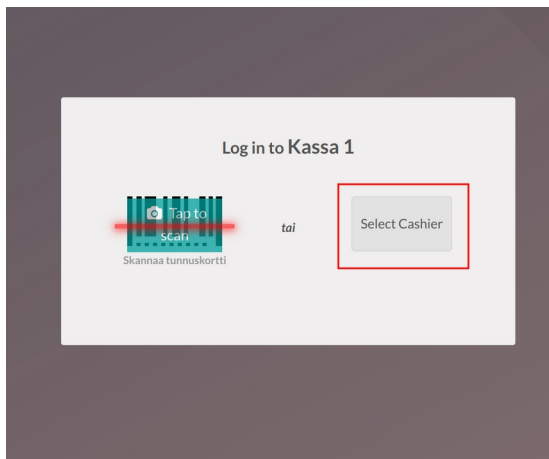 Log in to Kassa 1
Tap to
scan
Skannaa tunnuskortti
tai
Select Cashier